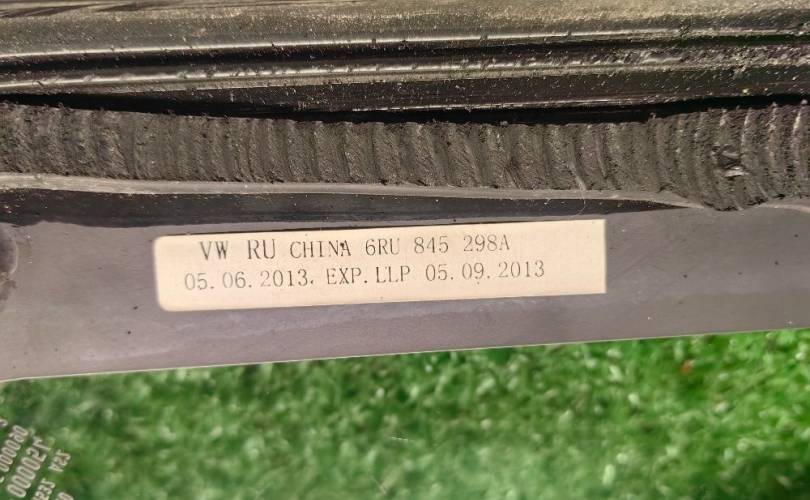 VW RU CHINA 6RU 845 298A
05.06.2013. EXP.LLP 05.09.2013